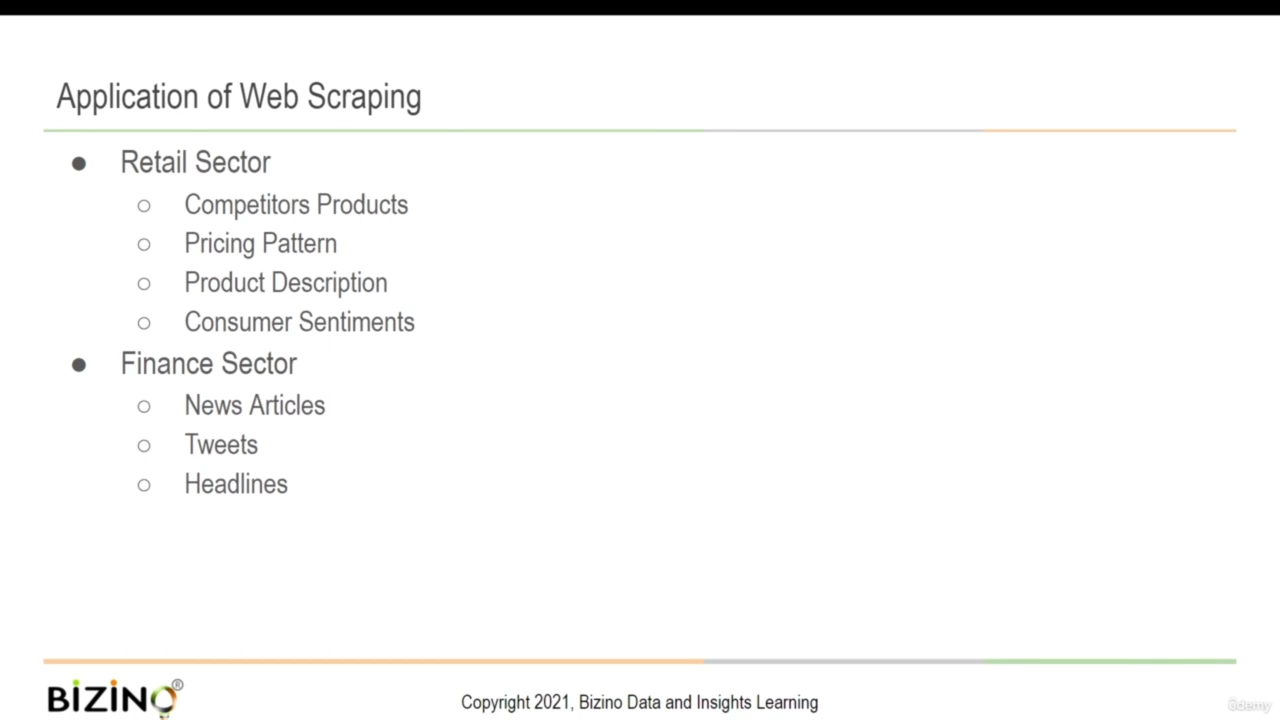 Application of Web Scraping
● Retail Sector
○ Competitors Products
○ Pricing Pattern
○ Product Description
○ Consumer Sentiments
● Finance Sector
○ News Articles
○ Tweets
○ Headlines
BiZiNO®
Copyright 2021, Bizino Data and Insights Learning
ûdemy